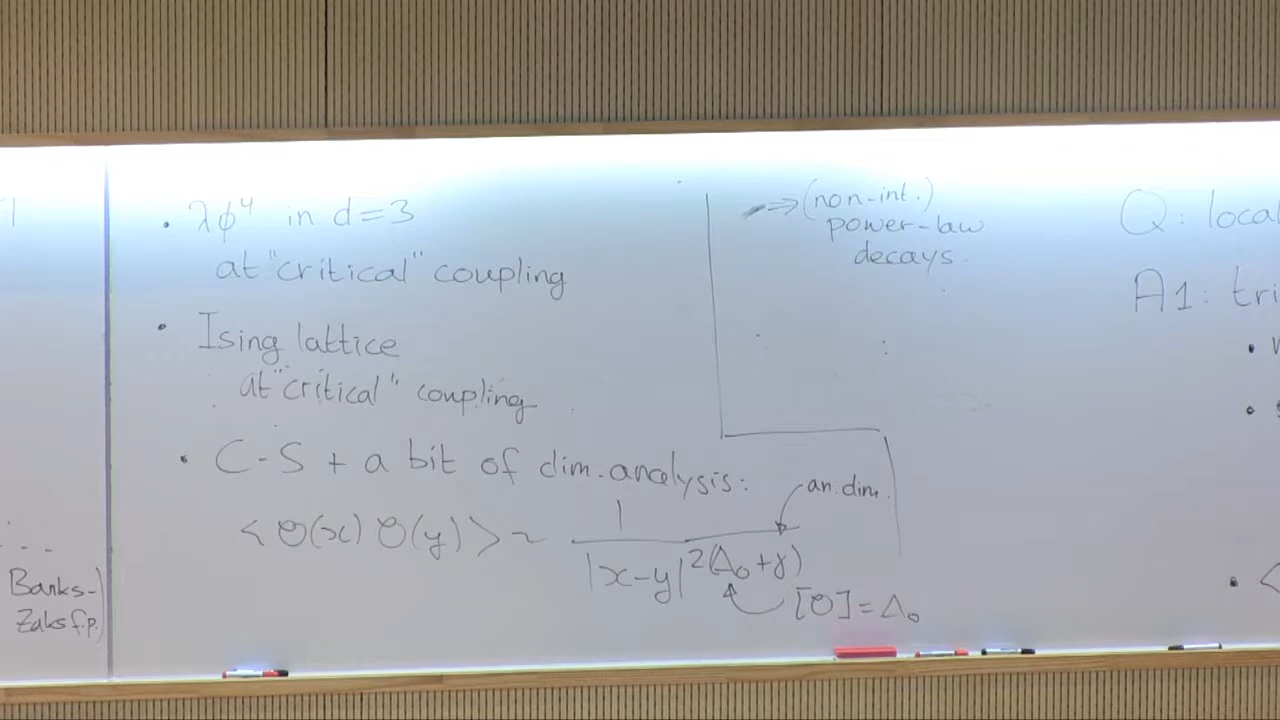 • λϕ⁴ in d=3
at "critical" coupling
• Ising lattice
at "critical" coupling
• C-S + a bit of dim. analysis:
an. dim.
<O(x) O(y)> ~ 1 / |x-y|^{2(Δ₀+γ)}
[O] = Δ₀
⇒ (non-int.)
power-law
decays.
...
Banks-
Zaks f.p.)
Q: loca
A1: tri